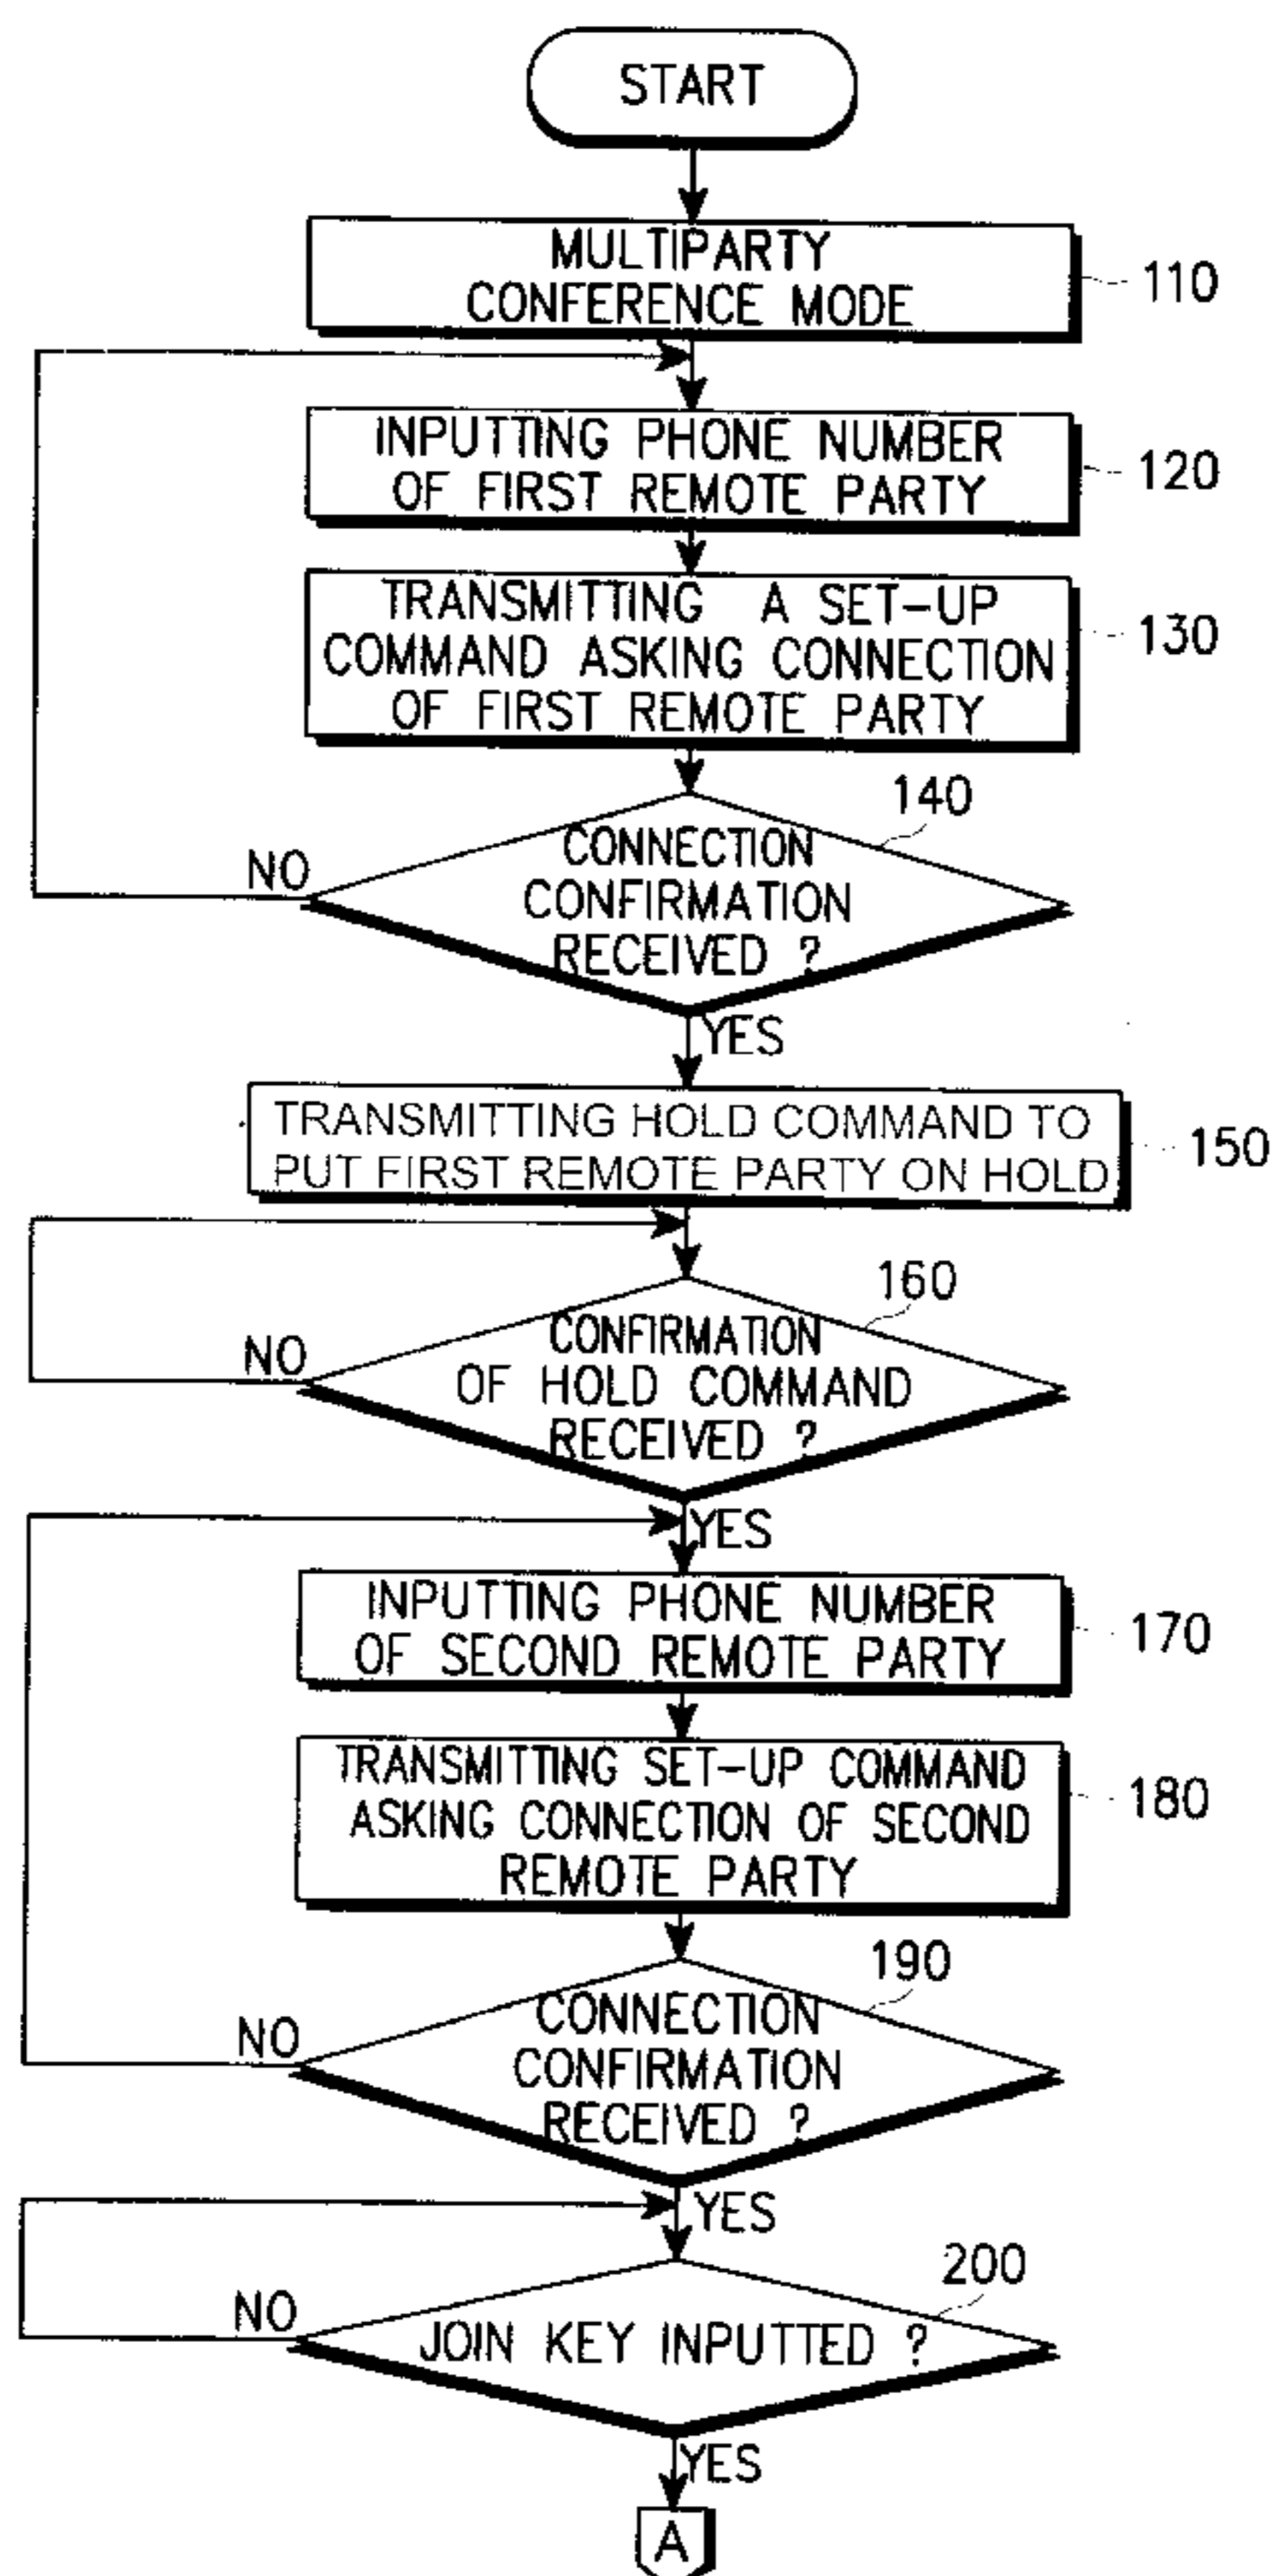 START
MULTIPARTY
CONFERENCE MODE
110
INPUTTING PHONE NUMBER
OF FIRST REMOTE PARTY
120
TRANSMITTING A SET-UP
COMMAND ASKING CONNECTION
OF FIRST REMOTE PARTY
130
140
CONNECTION
CONFIRMATION
RECEIVED ?
NO
YES
TRANSMITTING HOLD COMMAND TO
PUT FIRST REMOTE PARTY ON HOLD
150
160
CONFIRMATION
OF HOLD COMMAND
RECEIVED ?
NO
YES
INPUTTING PHONE NUMBER
OF SECOND REMOTE PARTY
170
TRANSMITTING SET-UP COMMAND
ASKING CONNECTION OF SECOND
REMOTE PARTY
180
190
CONNECTION
CONFIRMATION
RECEIVED ?
NO
YES
200
JOIN KEY INPUTTED ?
NO
YES
A